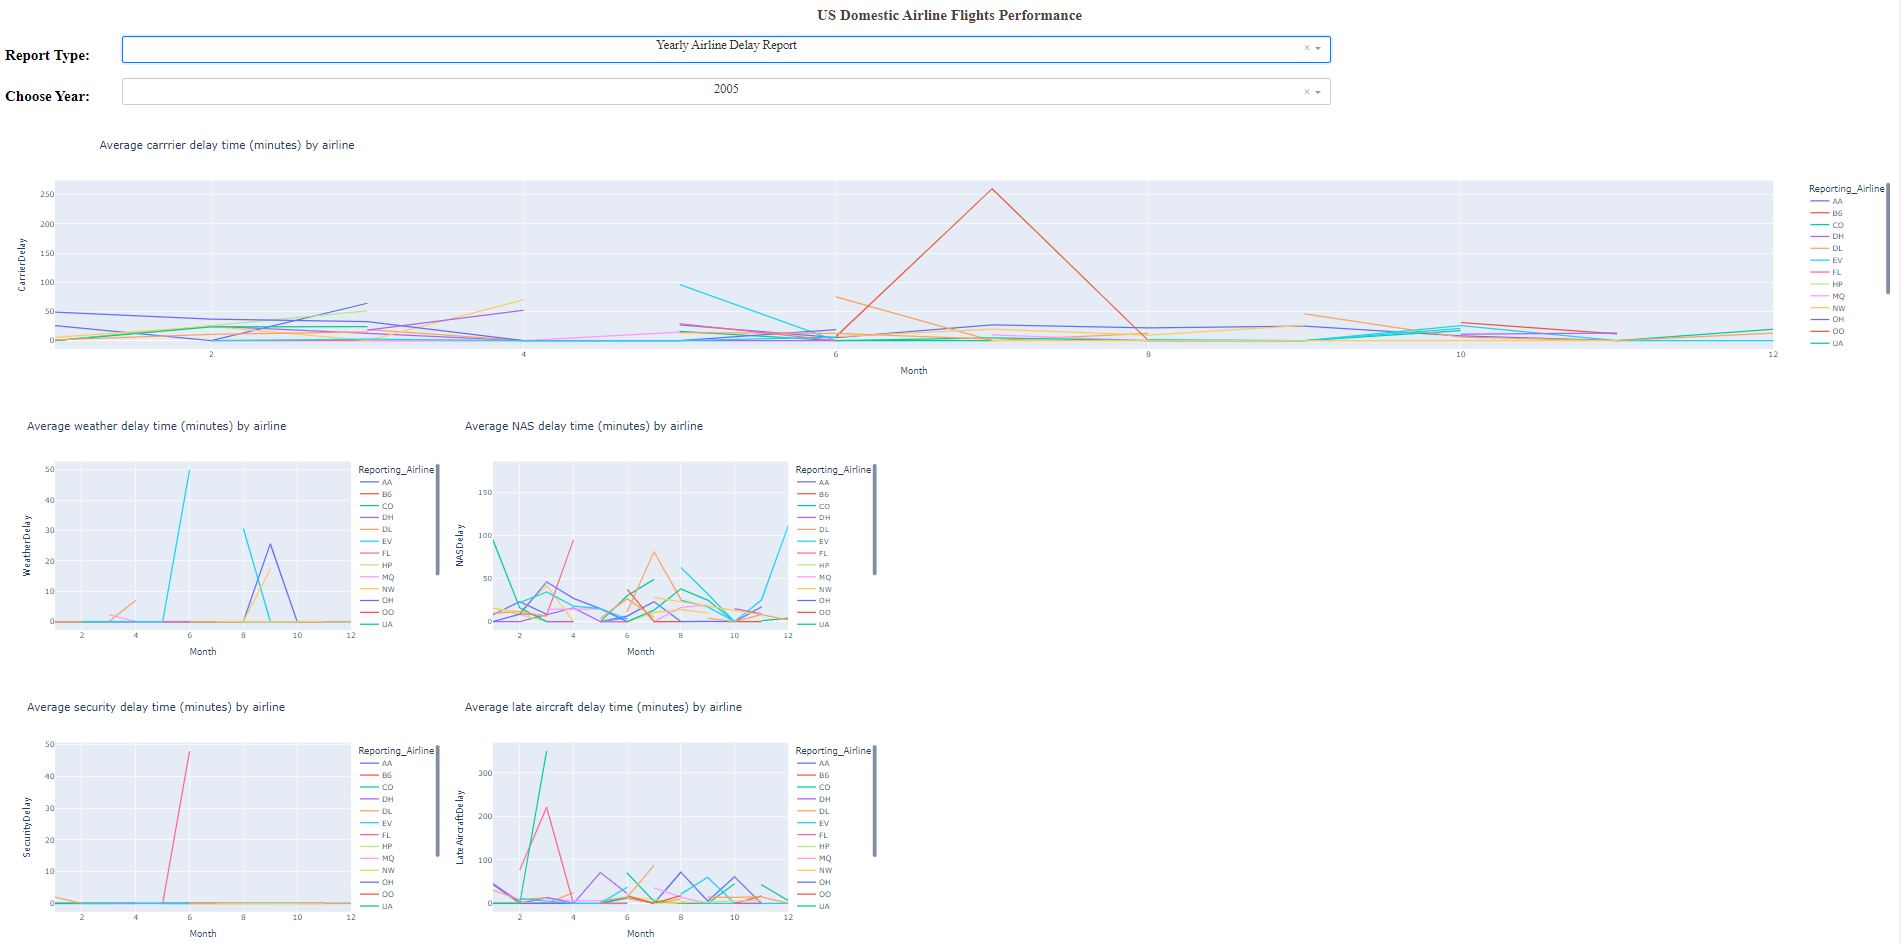 US Domestic Airline Flights Performance
Report Type:
Yearly Airline Delay Report
×
Choose Year:
2005
×
Average carrrier delay time (minutes) by airline
CarrierDelay
250
200
150
100
50
0
2
4
6
8
10
12
Month
Reporting_Airline
AA
B6
CO
DH
DL
EV
FL
HP
MQ
NW
OH
OO
UA
Average weather delay time (minutes) by airline
WeatherDelay
50
40
30
20
10
0
2
4
6
8
10
12
Month
Reporting_Airline
AA
B6
CO
DH
DL
EV
FL
HP
MQ
NW
OH
OO
UA
Average NAS delay time (minutes) by airline
NASDelay
150
100
50
0
2
4
6
8
10
12
Month
Reporting_Airline
AA
B6
CO
DH
DL
EV
FL
HP
MQ
NW
OH
OO
UA
Average security delay time (minutes) by airline
SecurityDelay
50
40
30
20
10
0
2
4
6
8
10
12
Month
Reporting_Airline
AA
B6
CO
DH
DL
EV
FL
HP
MQ
NW
OH
OO
UA
Average late aircraft delay time (minutes) by airline
LateAircraftDelay
300
200
100
0
2
4
6
8
10
12
Month
Reporting_Airline
AA
B6
CO
DH
DL
EV
FL
HP
MQ
NW
OH
OO
UA